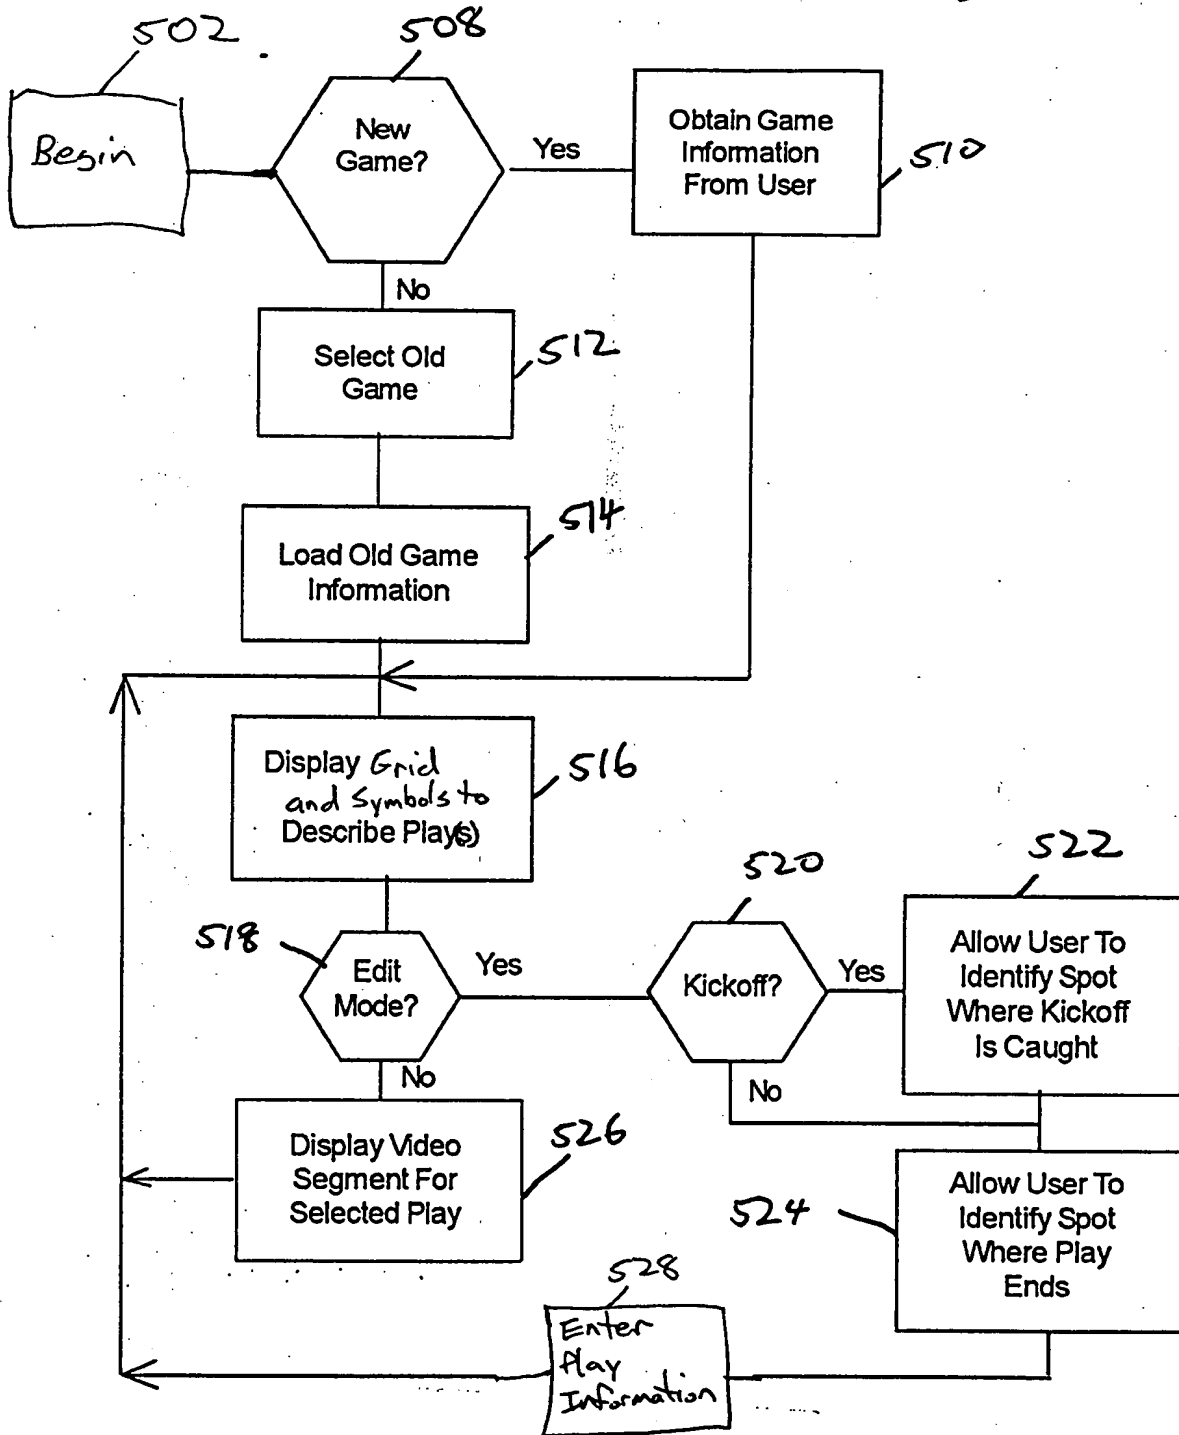 502
508
Begin
New
Game?
Yes
Obtain Game
Information
From User
510
No
Select Old
Game
512
Load Old Game
Information
514
Display Grid
and Symbols to
Describe Play(s)
516
518
Edit
Mode?
Yes
520
Kickoff?
Yes
522
Allow User To
Identify Spot
Where Kickoff
Is Caught
No
No
Display Video
Segment For
Selected Play
526
524
Allow User To
Identify Spot
Where Play
Ends
528
Enter
Play
Information